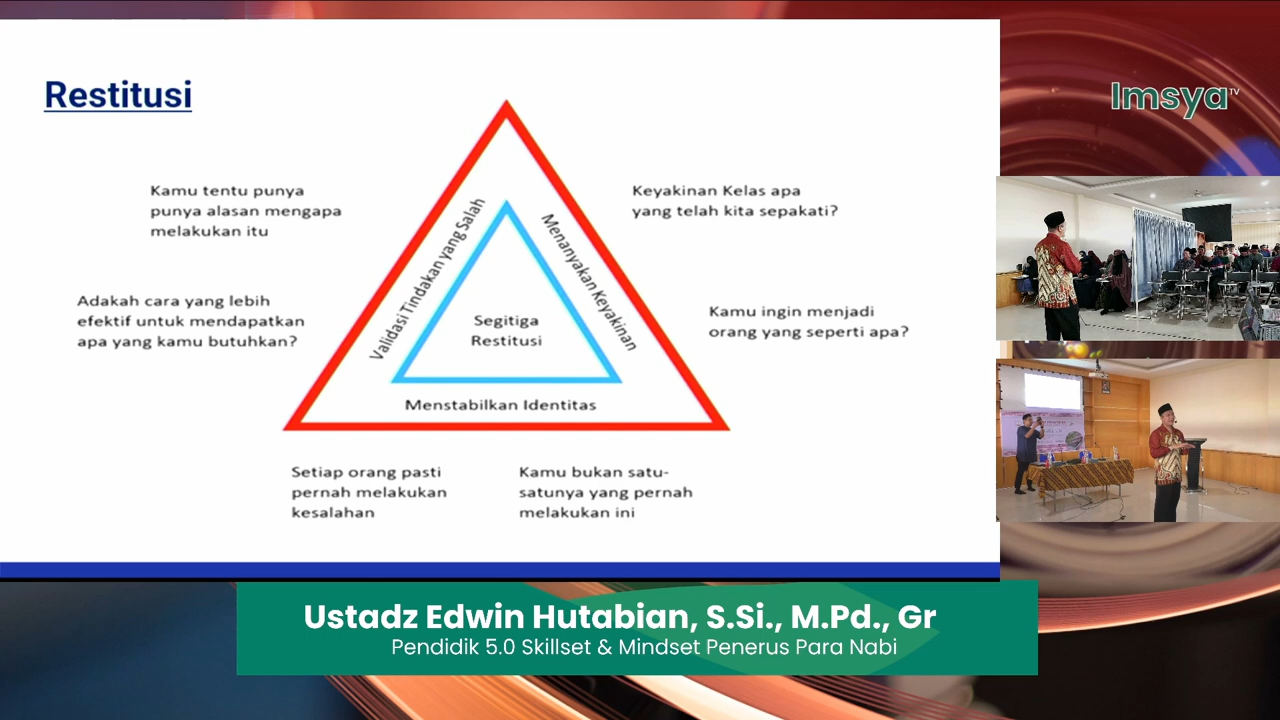 Restitusi
Imsya TV
Kamu tentu punya
punya alasan mengapa
melakukan itu
Keyakinan Kelas apa
yang telah kita sepakati?
Validasi Tindakan yang Salah
Menanyakan Keyakinan
Adakah cara yang lebih
efektif untuk mendapatkan
apa yang kamu butuhkan?
Segitiga
Restitusi
Kamu ingin menjadi
orang yang seperti apa?
Menstabilkan Identitas
Setiap orang pasti
pernah melakukan
kesalahan
Kamu bukan satu-
satunya yang pernah
melakukan ini
Ustadz Edwin Hutabian, S.Si., M.Pd., Gr
Pendidik 5.0 Skillset & Mindset Penerus Para Nabi